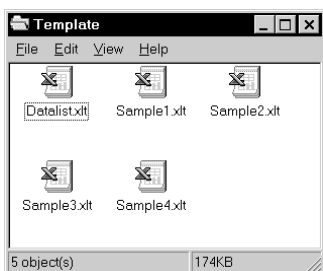 Template
File Edit View Help
Datalist.xlt Sample1.xlt Sample2.xlt
Sample3.xlt Sample4.xlt
5 object(s) 174KB